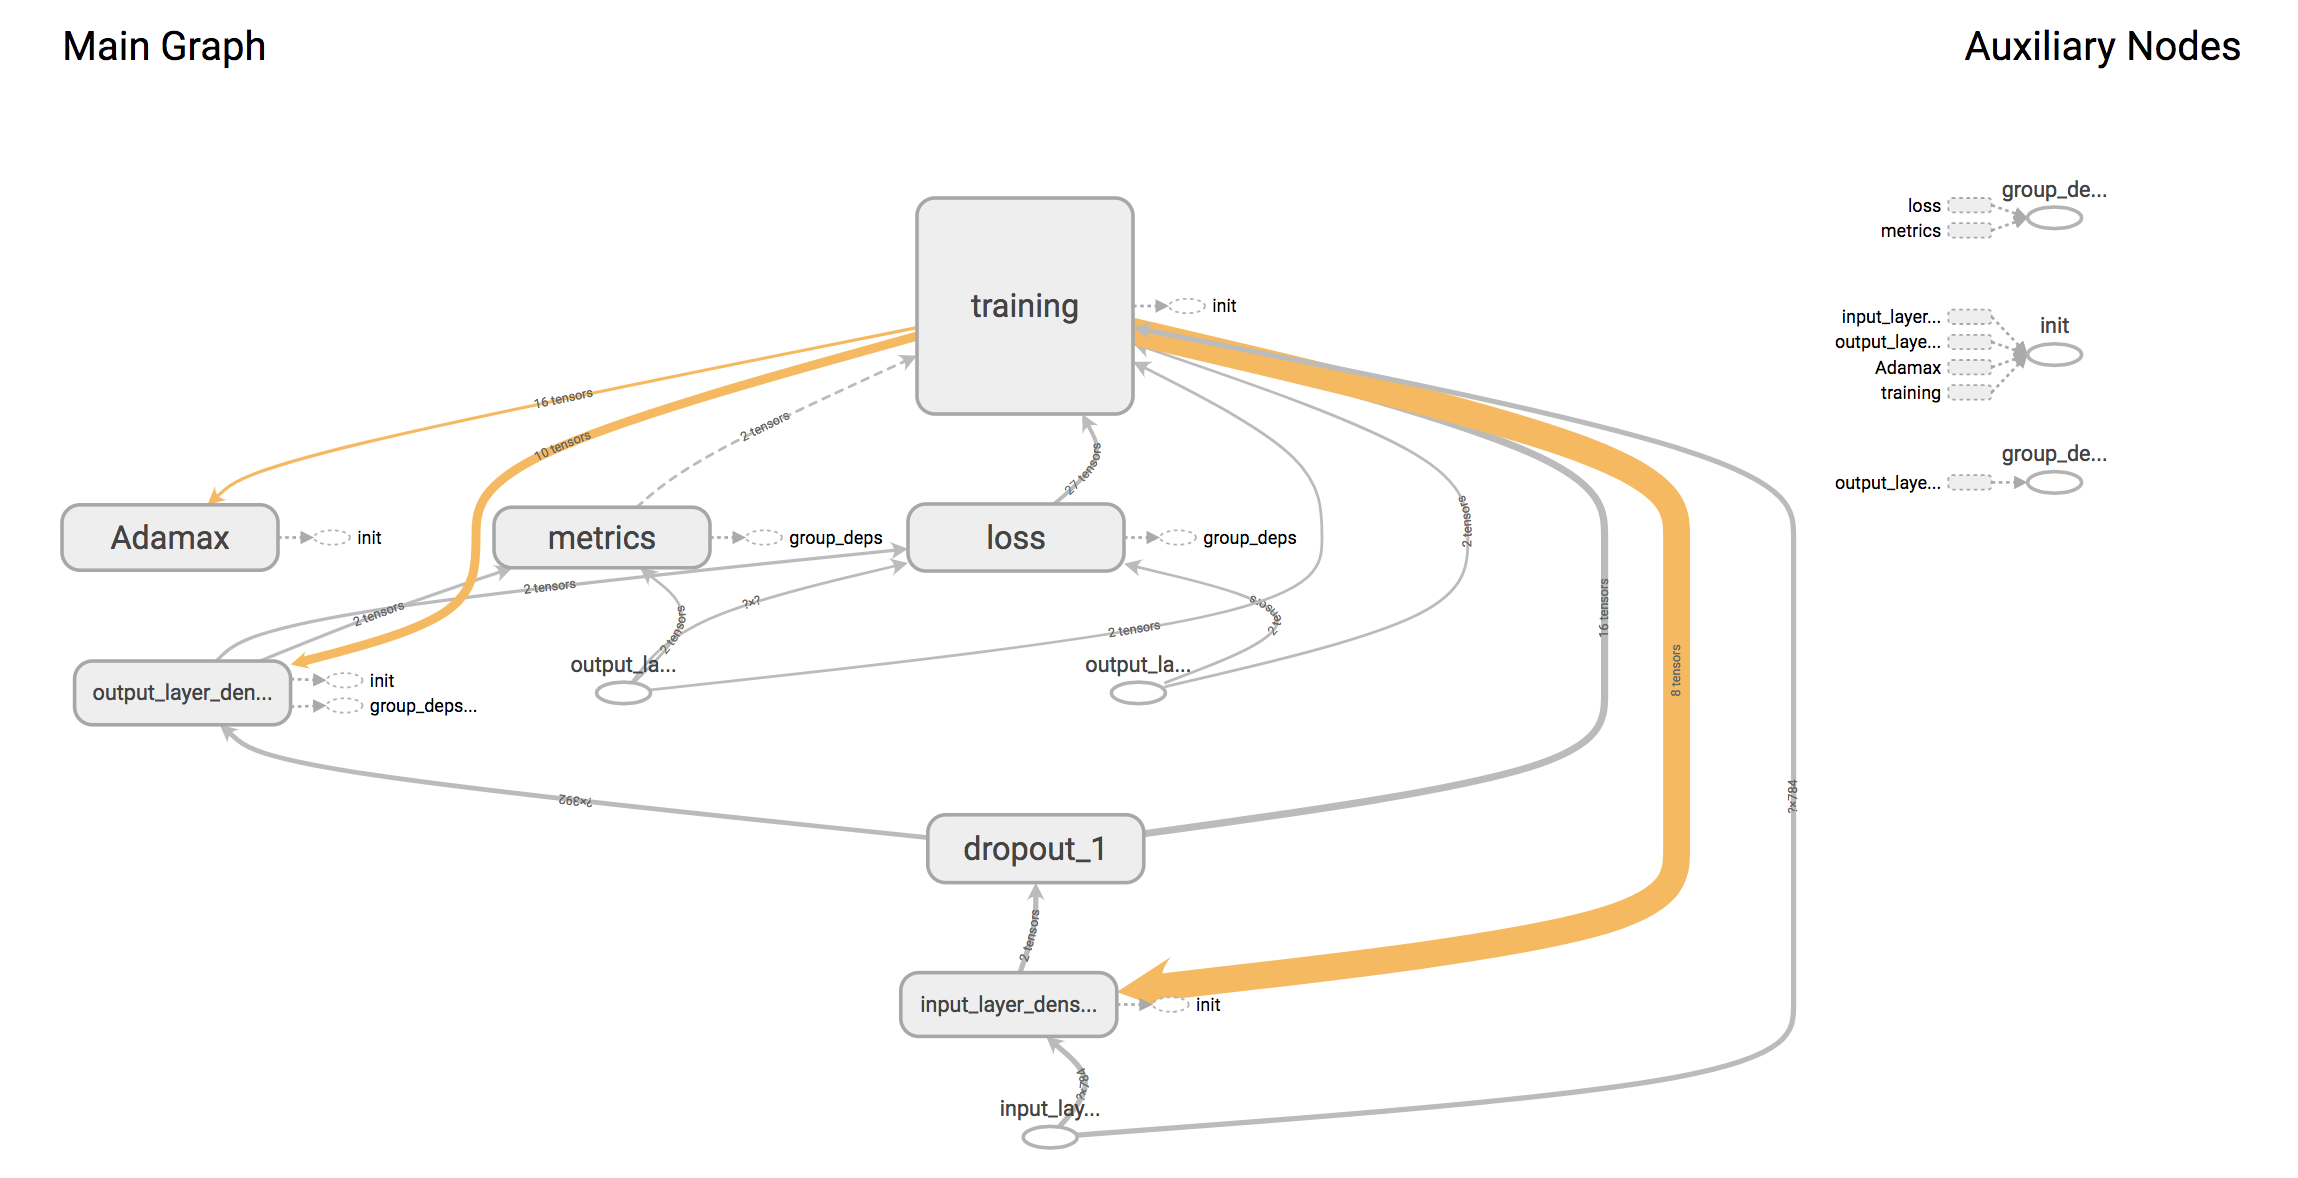 Main Graph
Auxiliary Nodes
group_de...
loss
metrics
training
init
input_layer...
init
output_laye...
Adamax
training
16 tensors
2 tensors
10 tensors
27 tensors
group_de...
output_laye...
2 tensors
Adamax
init
metrics
group_deps
loss
group_deps
2 tensors
?×?
2 tensors
2 tensors
2 tensors
2 tensors
16 tensors
output_la...
output_la...
8 tensors
output_layer_den...
init
group_deps...
?×392
?×784
dropout_1
2 tensors
input_layer_dens...
init
?×784
input_lay...